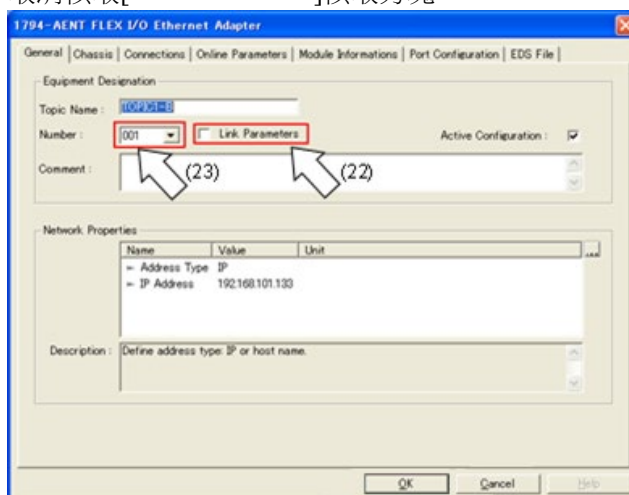 1794-AENT FLEX I/O Ethernet Adapter
General Chassis Connections Online Parameters Module Informations Port Configuration EDS File
Equipment Designation
Topic Name : TOPIC1-B
Number : 001 Link Parameters Active Configuration :
(23) (22)
Comment :
Network Properties
Name Value Unit ...
Address Type IP
IP Address 192.168.101.133
Description : Define address type: IP or host name.
OK Cancel Help